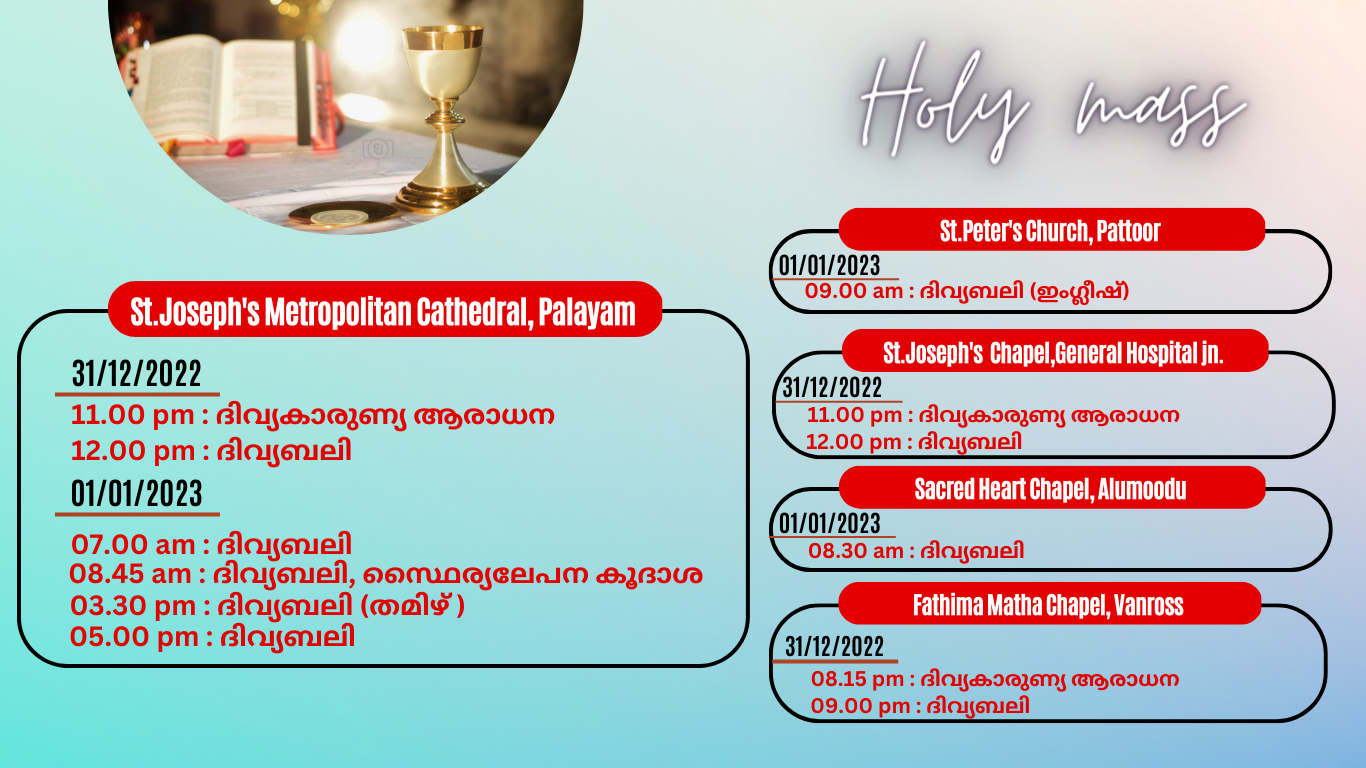 Holy mass
St.Joseph's Metropolitan Cathedral, Palayam
31/12/2022
11.00 pm : ദിവ്യകാരുണ്യ ആരാധന
12.00 pm : ദിവ്യബലി
01/01/2023
07.00 am : ദിവ്യബലി
08.45 am : ദിവ്യബലി, സ്ഥൈര്യലേപന കൂദാശ
03.30 pm : ദിവ്യബലി (തമിഴ് )
05.00 pm : ദിവ്യബലി
St.Peter's Church, Pattoor
01/01/2023
09.00 am : ദിവ്യബലി (ഇംഗ്ലീഷ്)
St.Joseph's Chapel,General Hospital jn.
31/12/2022
11.00 pm : ദിവ്യകാരുണ്യ ആരാധന
12.00 pm : ദിവ്യബലി
Sacred Heart Chapel, Alumoodu
01/01/2023
08.30 am : ദിവ്യബലി
Fathima Matha Chapel, Vanross
31/12/2022
08.15 pm : ദിവ്യകാരുണ്യ ആരാധന
09.00 pm : ദിവ്യബലി